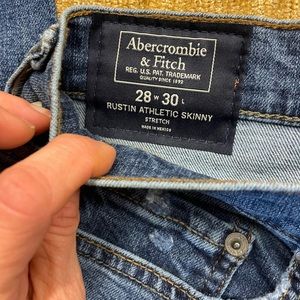 Abercrombie
& Fitch
REG. U.S. PAT. TRADEMARK
QUALITY SINCE 1892
28 W 30 L
RUSTIN ATHLETIC SKINNY
STRETCH
MADE IN MEXICO